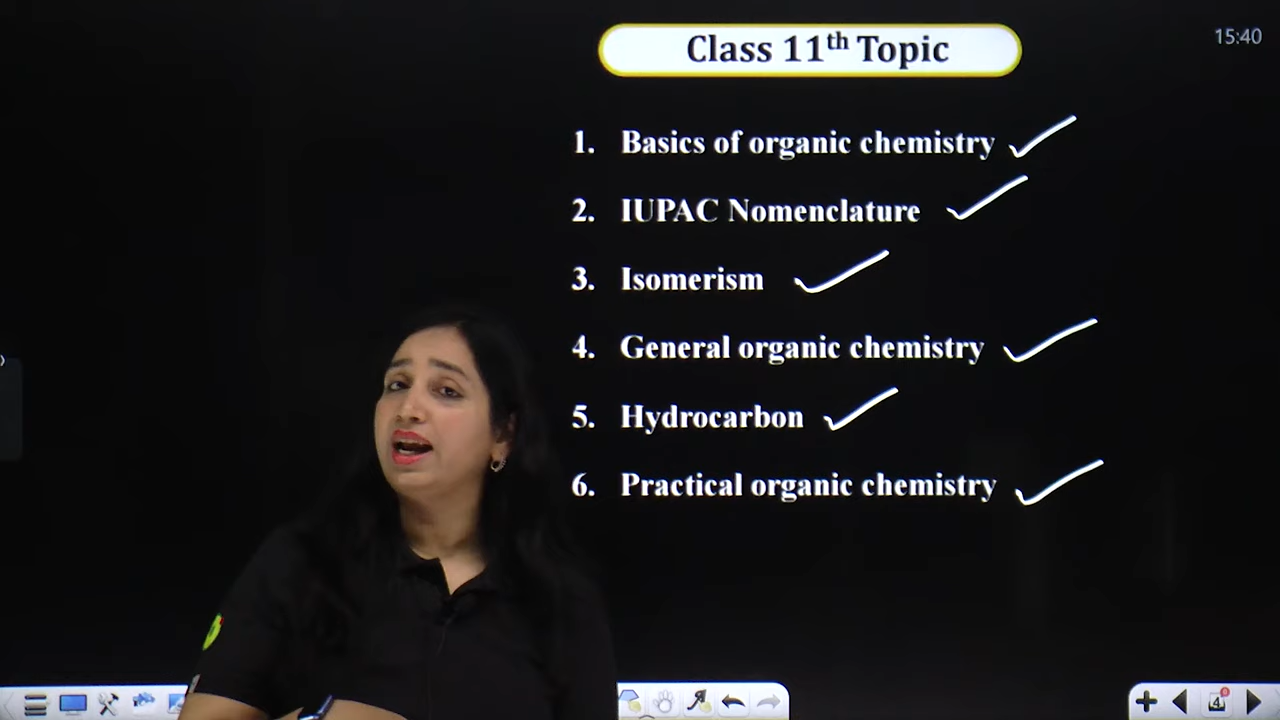 Class 11th Topic
15:40
1. Basics of organic chemistry
2. IUPAC Nomenclature
3. Isomerism
4. General organic chemistry
5. Hydrocarbon
6. Practical organic chemistry
4